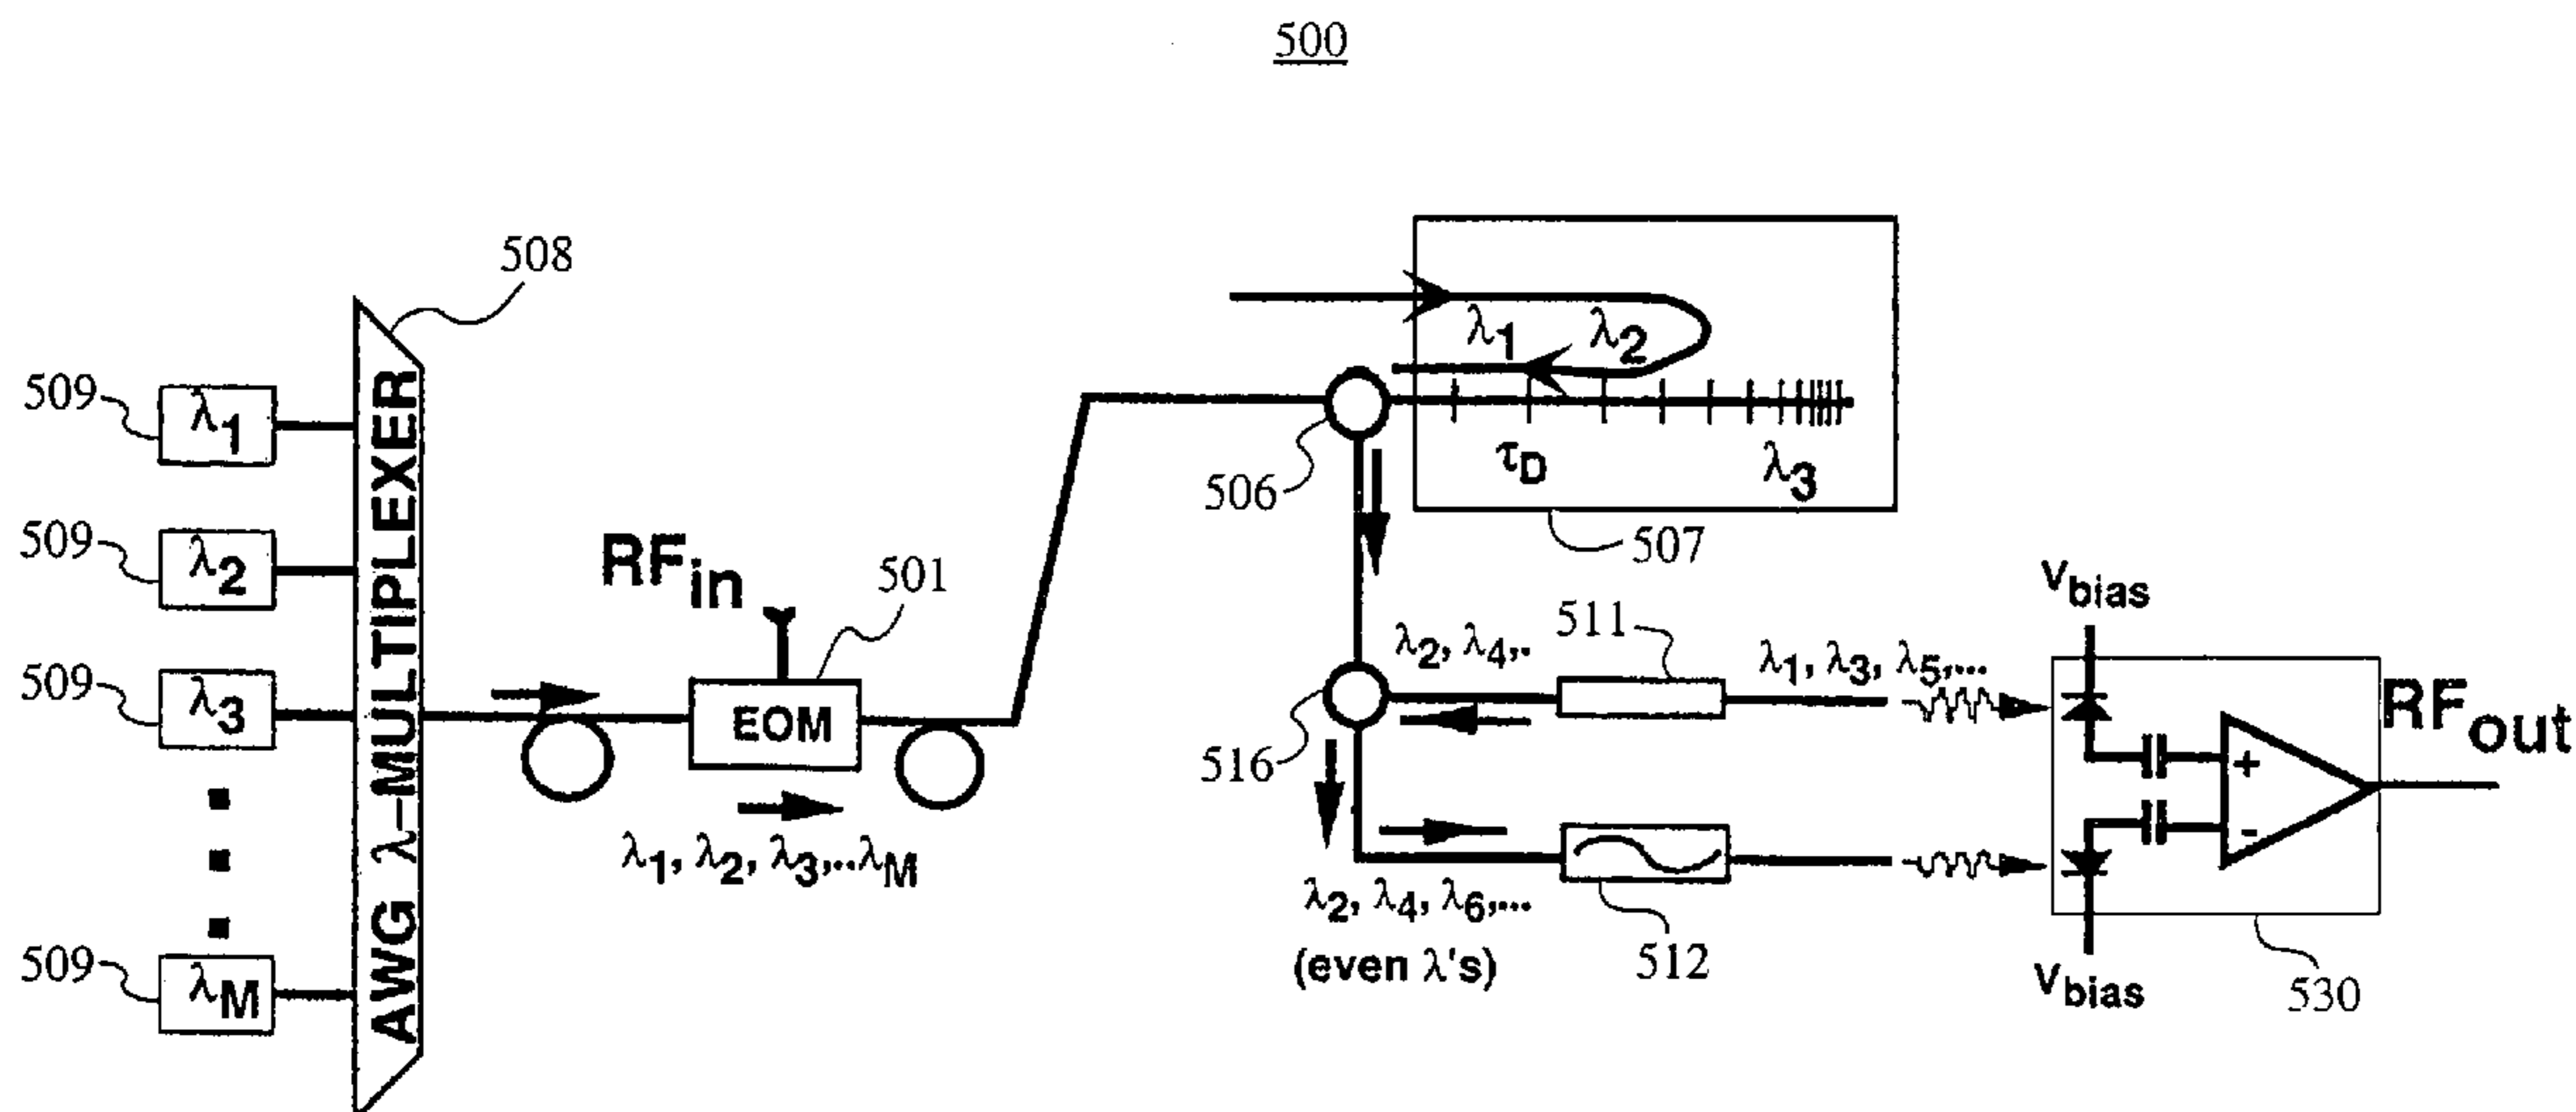 500
508
509
λ1
509
λ2
509
λ3
509
λM
AWG λ–MULTIPLEXER
RFin
501
EOM
λ1, λ2, λ3,..λM
λ1 λ2
506
τD
λ3
507
516
λ2, λ4,.
511
λ1, λ3, λ5,...
λ2, λ4, λ6,...
(even λ's)
512
Vbias
+
-
Vbias
RFout
530